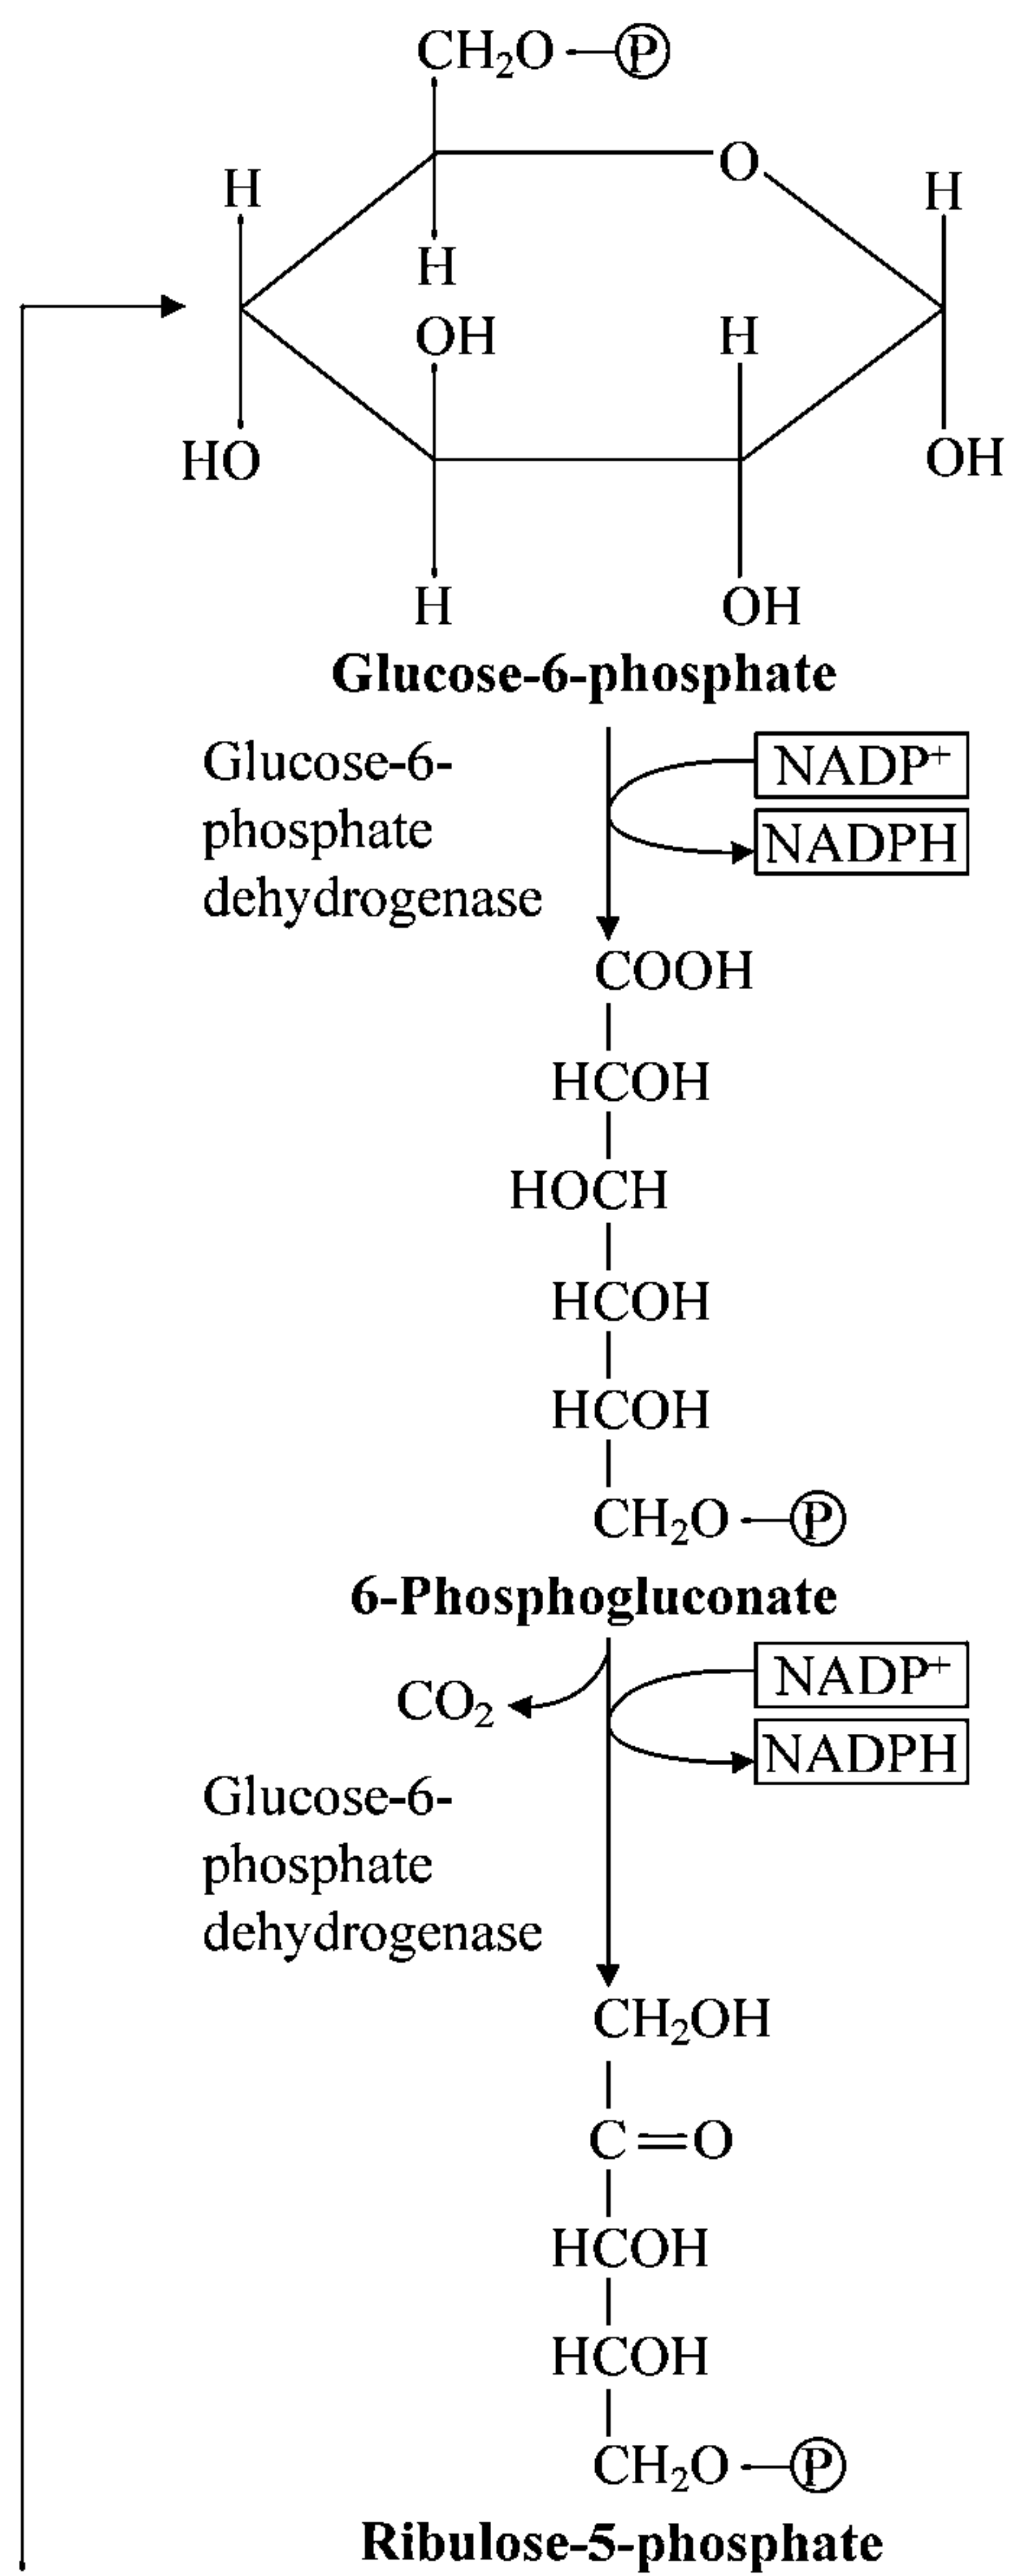 CH₂O — Ⓟ
O
H H
H
OH H
HO OH
H OH
Glucose-6-phosphate
Glucose-6- NADP⁺
phosphate NADPH
dehydrogenase
COOH
HCOH
HOCH
HCOH
HCOH
CH₂O — Ⓟ
6-Phosphogluconate
NADP⁺
CO₂ NADPH
Glucose-6-
phosphate
dehydrogenase
CH₂OH
C=O
HCOH
HCOH
CH₂O — Ⓟ
Ribulose-5-phosphate